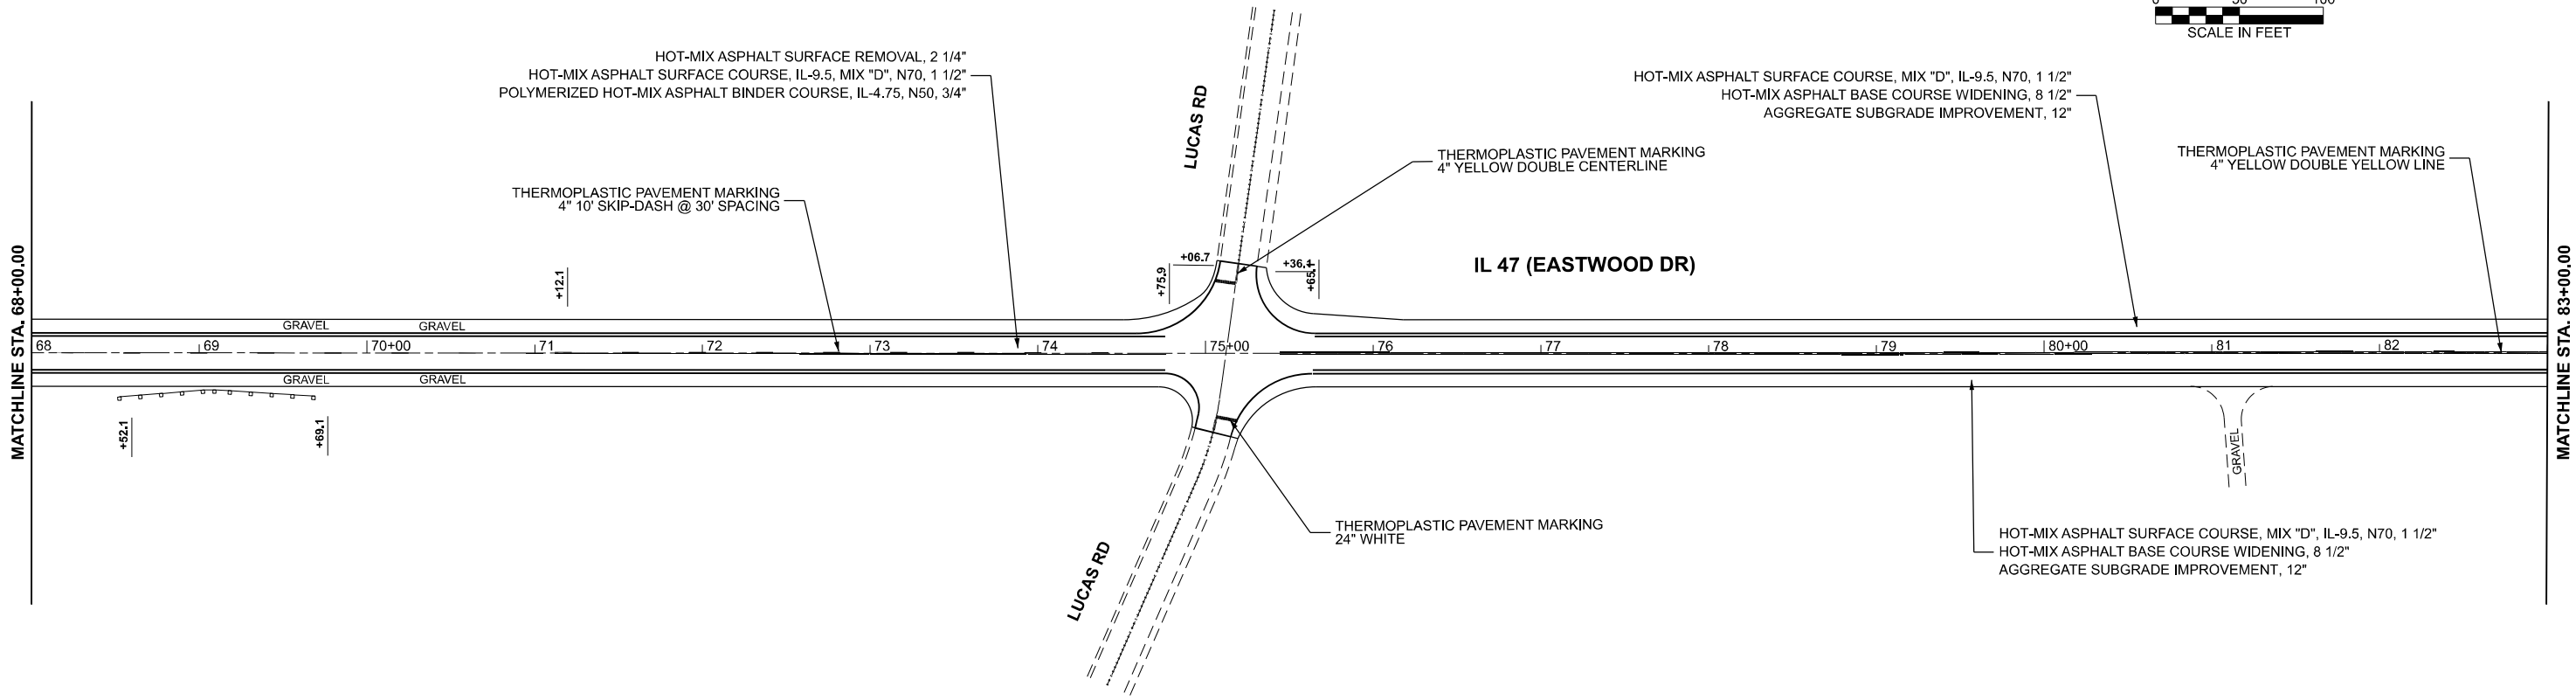 0 50 100
SCALE IN FEET
HOT-MIX ASPHALT SURFACE REMOVAL, 2 1/4"
HOT-MIX ASPHALT SURFACE COURSE, IL-9.5, MIX "D", N70, 1 1/2"
POLYMERIZED HOT-MIX ASPHALT BINDER COURSE, IL-4.75, N50, 3/4"
HOT-MIX ASPHALT SURFACE COURSE, MIX "D", IL-9.5, N70, 1 1/2"
HOT-MIX ASPHALT BASE COURSE WIDENING, 8 1/2"
AGGREGATE SUBGRADE IMPROVEMENT, 12"
LUCAS RD
THERMOPLASTIC PAVEMENT MARKING
4" YELLOW DOUBLE CENTERLINE
THERMOPLASTIC PAVEMENT MARKING
4" YELLOW DOUBLE YELLOW LINE
THERMOPLASTIC PAVEMENT MARKING
4" 10' SKIP-DASH @ 30' SPACING
IL 47 (EASTWOOD DR)
+12.1
+75.9
+06.7
+36.1
+65.1
MATCHLINE STA. 68+00.00
GRAVEL GRAVEL
68 69 70+00 71 72 73 74 75+00 76 77 78 79 80+00 81 82
GRAVEL GRAVEL
MATCHLINE STA. 83+00.00
+52.1
+69.1
GRAVEL
THERMOPLASTIC PAVEMENT MARKING
24" WHITE
HOT-MIX ASPHALT SURFACE COURSE, MIX "D", IL-9.5, N70, 1 1/2"
HOT-MIX ASPHALT BASE COURSE WIDENING, 8 1/2"
AGGREGATE SUBGRADE IMPROVEMENT, 12"
LUCAS RD